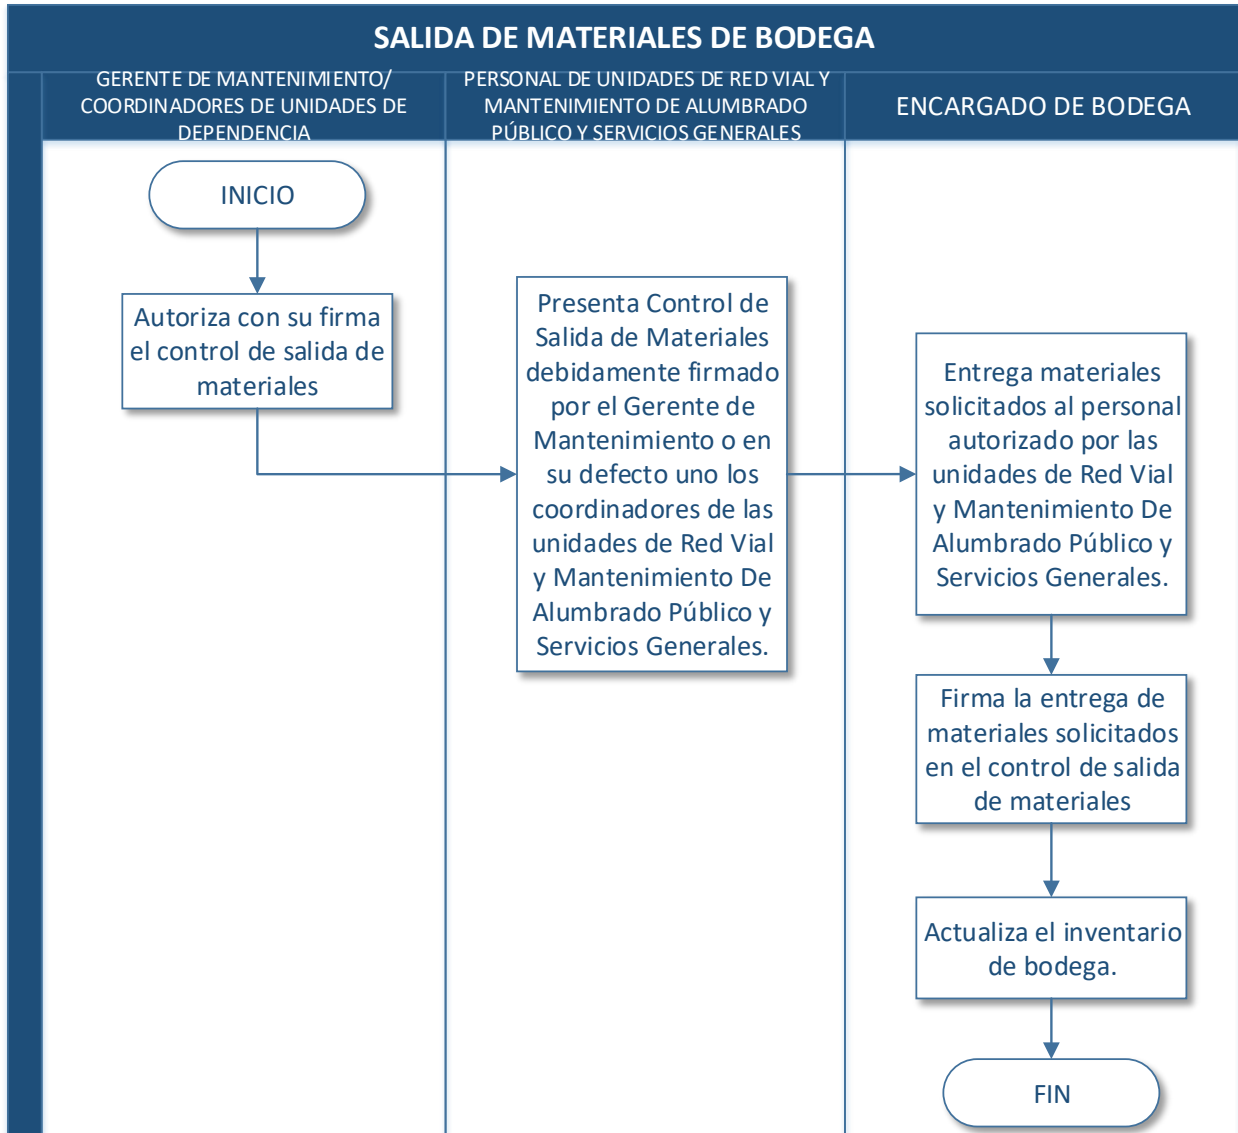 SALIDA DE MATERIALES DE BODEGA
GERENTE DE MANTENIMIENTO/
COORDINADORES DE UNIDADES DE
DEPENDENCIA
PERSONAL DE UNIDADES DE RED VIAL Y
MANTENIMIENTO DE ALUMBRADO
PÚBLICO Y SERVICIOS GENERALES
ENCARGADO DE BODEGA
INICIO
Autoriza con su firma
el control de salida de
materiales
Presenta Control de
Salida de Materiales
debidamente firmado
por el Gerente de
Mantenimiento o en
su defecto uno los
coordinadores de las
unidades de Red Vial
y Mantenimiento De
Alumbrado Público y
Servicios Generales.
Entrega materiales
solicitados al personal
autorizado por las
unidades de Red Vial
y Mantenimiento De
Alumbrado Público y
Servicios Generales.
Firma la entrega de
materiales solicitados
en el control de salida
de materiales
Actualiza el inventario
de bodega.
FIN